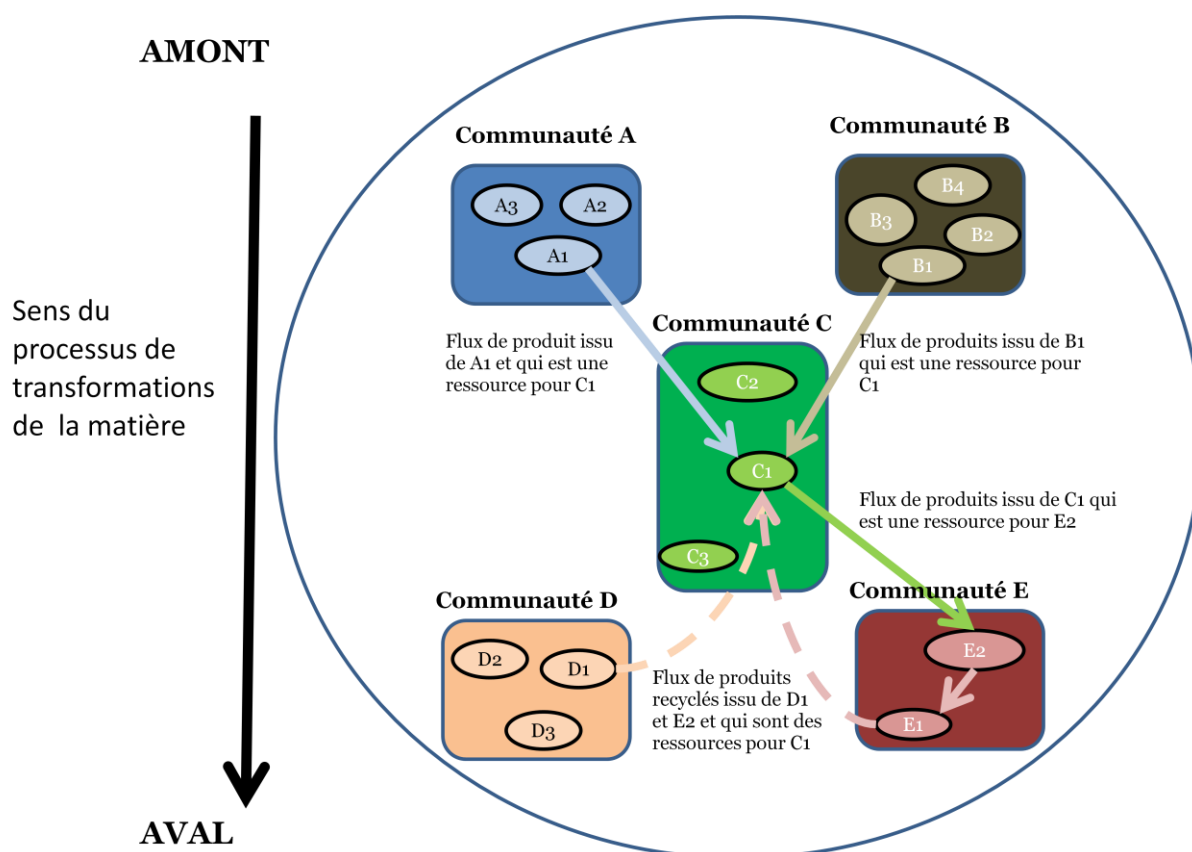 AMONT
Communauté A
Communauté B
A3
A2
A1
B4
B3
B2
B1
Sens du
processus de
transformations
de la matière
Flux de produit issu
de A1 et qui est une
ressource pour C1
Communauté C
Flux de produits issu de B1
qui est une ressource pour
C1
C2
C1
C3
Flux de produits issu de C1 qui
est une ressource pour E2
Communauté D
Communauté E
D2
D1
D3
Flux de produits
recyclés issu de D1
et E2 et qui sont des
ressources pour C1
E2
E1
AVAL